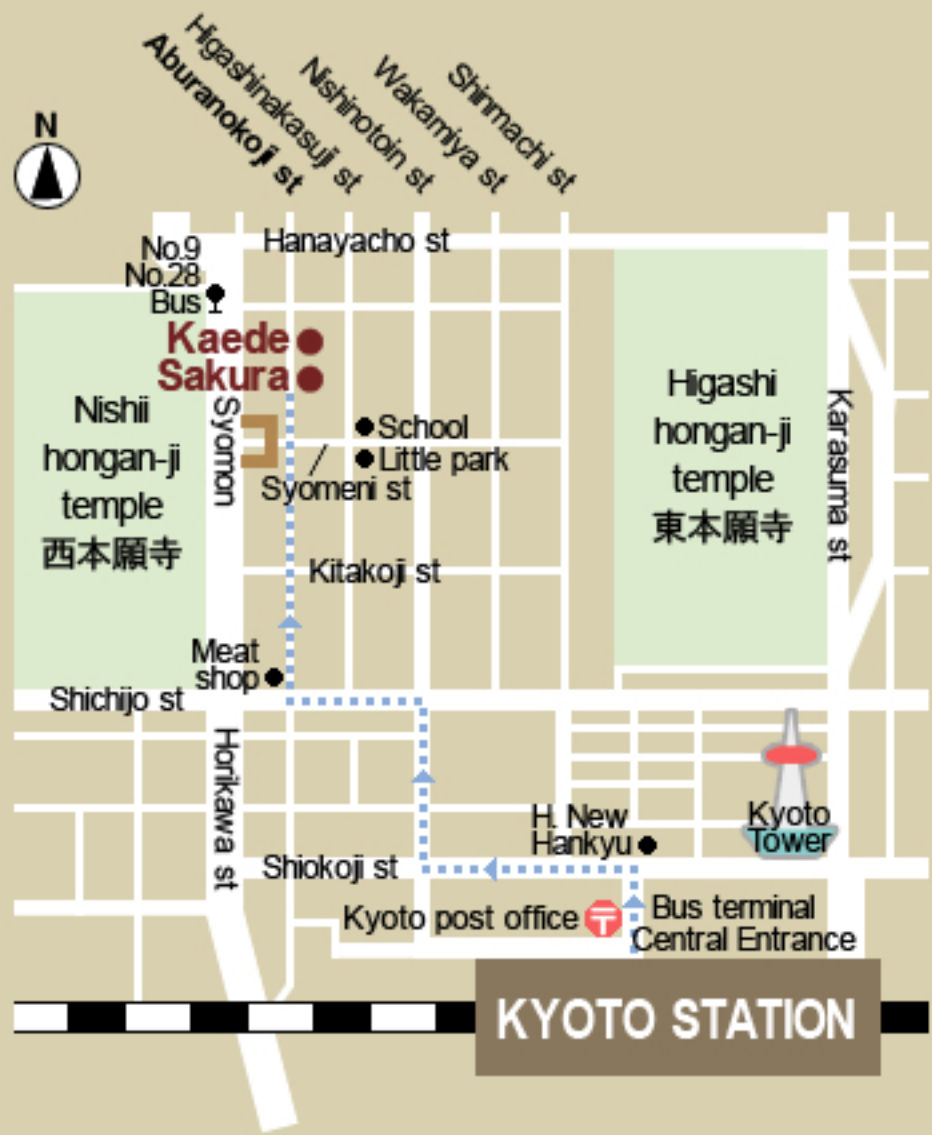 Aburanokoji st
Higashinakasuji st
Nishinotoin st
Wakamiya st
Shinmachi st
N
Hanayacho st
No.9
No.28
Bus
Kaede
Sakura
Nishii
hongan-ji
temple
西本願寺
Syomon
School
Little park
Syomeni st
Higashi
hongan-ji
temple
東本願寺
Karasuma st
Kitakoji st
Meat
shop
Shichijo st
Horikawa st
H. New
Hankyu
Kyoto
Tower
Shiokoji st
Kyoto post office
〒
Bus terminal
Central Entrance
KYOTO STATION